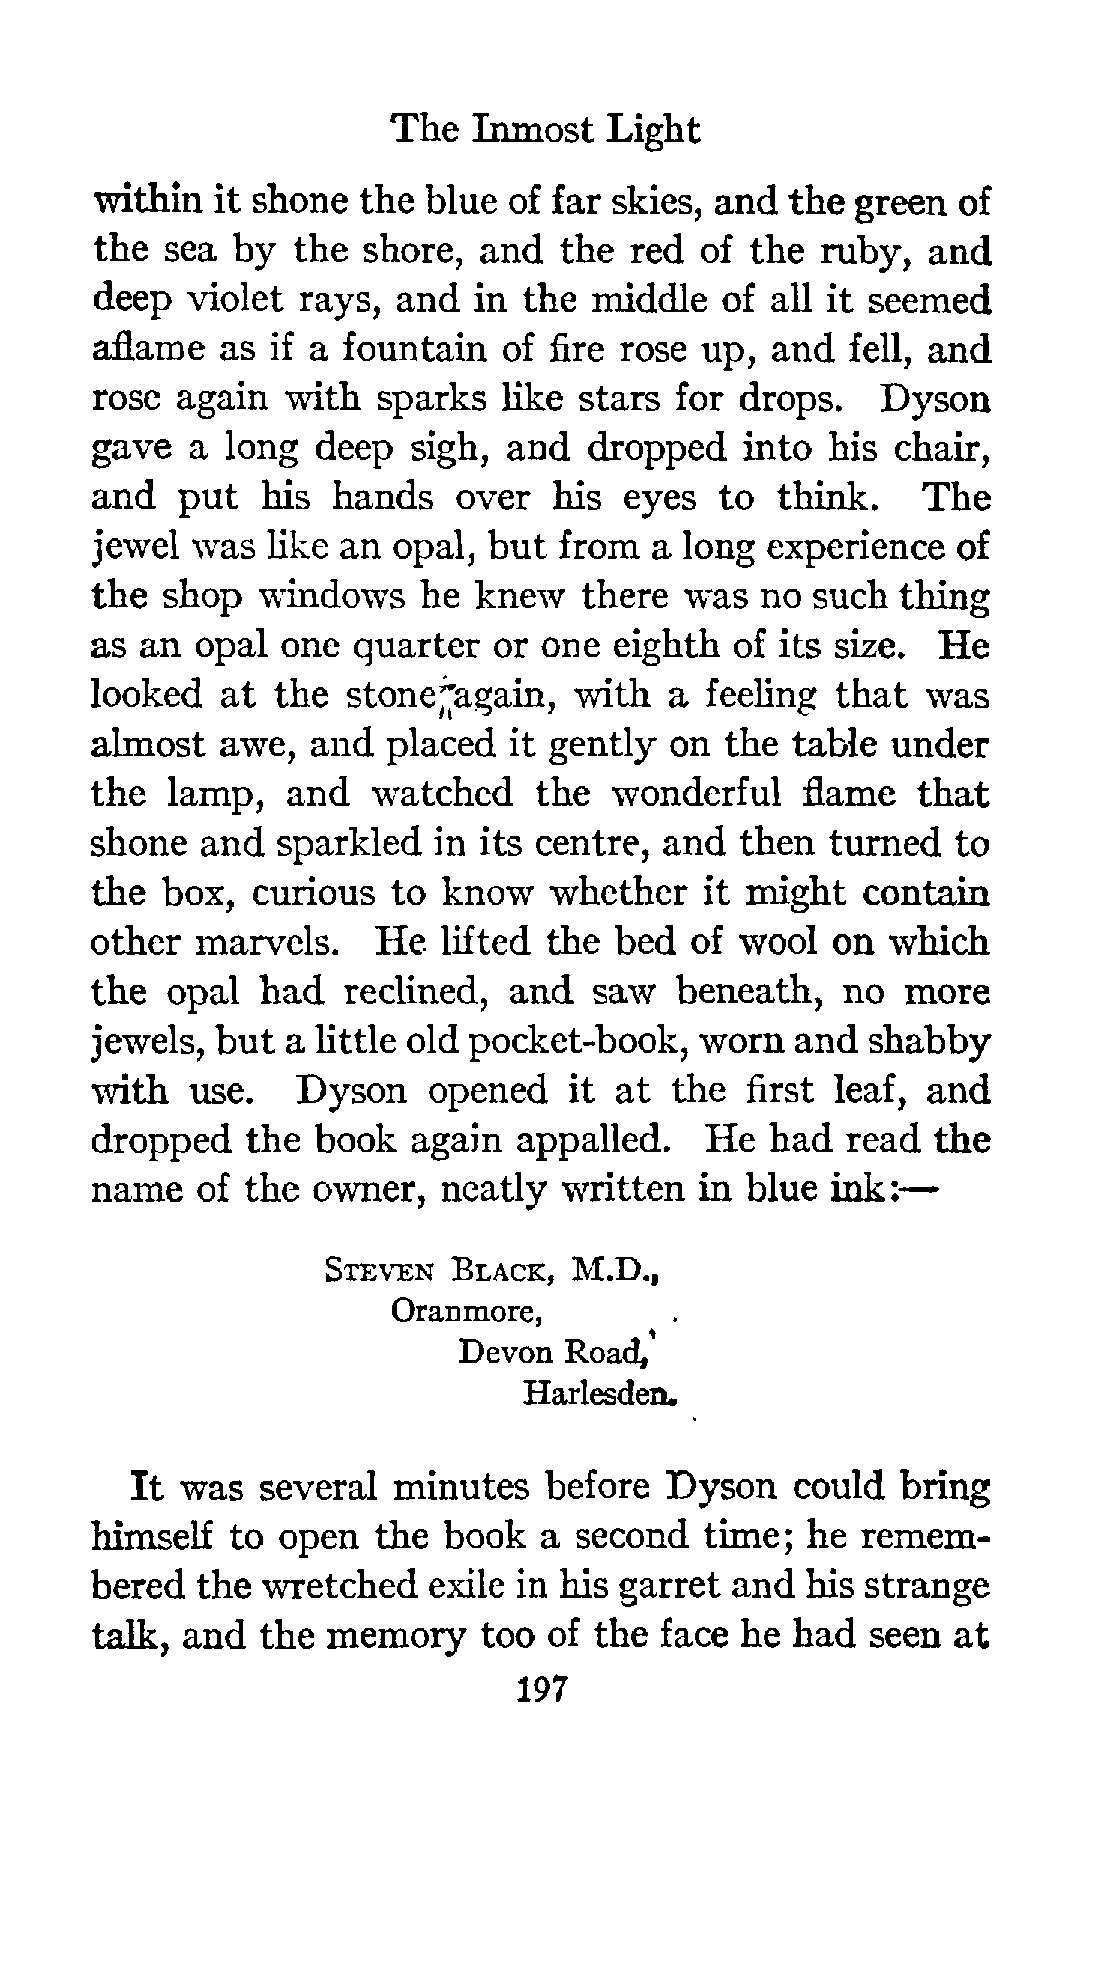 The Inmost Light
within it shone the blue of far skies, and the green of
the sea by the shore, and the red of the ruby, and
deep violet rays, and in the middle of all it seemed
aflame as if a fountain of fire rose up, and fell, and
rose again with sparks like stars for drops. Dyson
gave a long deep sigh, and dropped into his chair,
and put his hands over his eyes to think. The
jewel was like an opal, but from a long experience of
the shop windows he knew there was no such thing
as an opal one quarter or one eighth of its size. He
looked at the stone again, with a feeling that was
almost awe, and placed it gently on the table under
the lamp, and watched the wonderful flame that
shone and sparkled in its centre, and then turned to
the box, curious to know whether it might contain
other marvels. He lifted the bed of wool on which
the opal had reclined, and saw beneath, no more
jewels, but a little old pocket-book, worn and shabby
with use. Dyson opened it at the first leaf, and
dropped the book again appalled. He had read the
name of the owner, neatly written in blue ink:—
Steven Black, M.D.,
Oranmore,
Devon Road,
Harlesden.
It was several minutes before Dyson could bring
himself to open the book a second time; he remem-
bered the wretched exile in his garret and his strange
talk, and the memory too of the face he had seen at
197